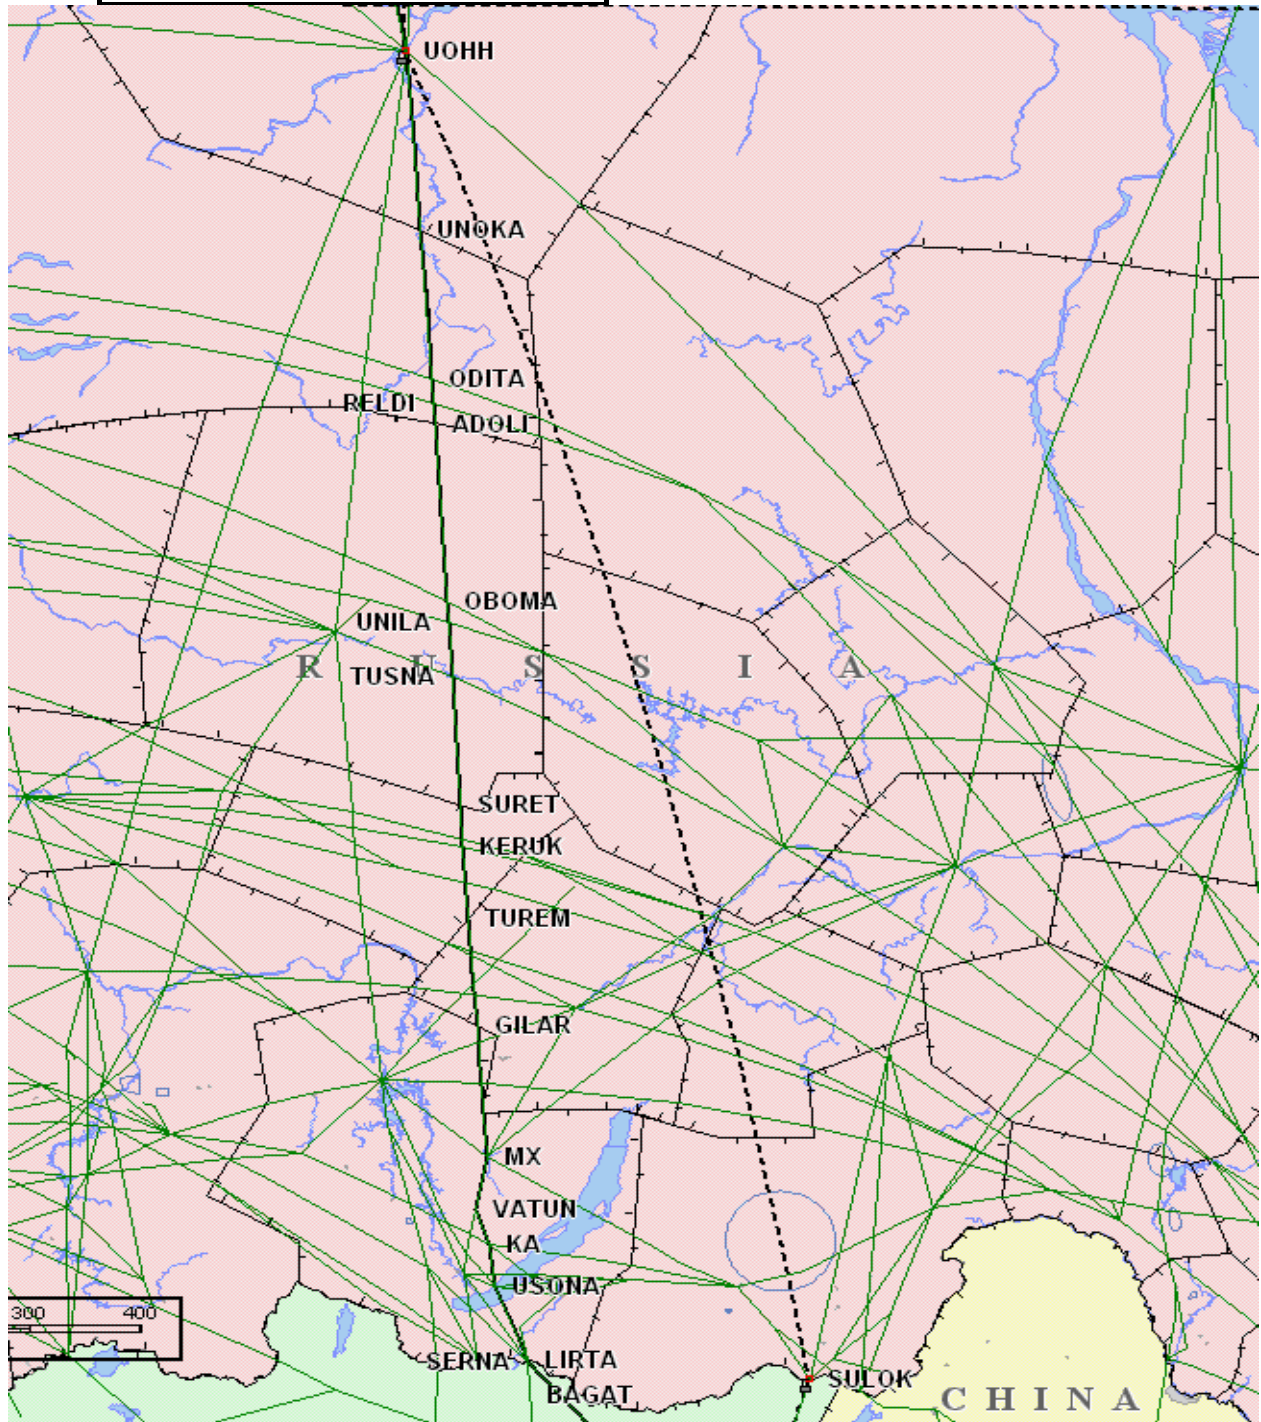 UOHH
UNOKA
ODITA
RELDI
ADOLI
OBOMA
UNILA
R U S S I A
TUSNA
SURET
KERUK
TUREM
GILAR
MX
VATUN
KA
USONA
300 400
SERNA
LIRTA
SULOK
BAGAT
CHINA